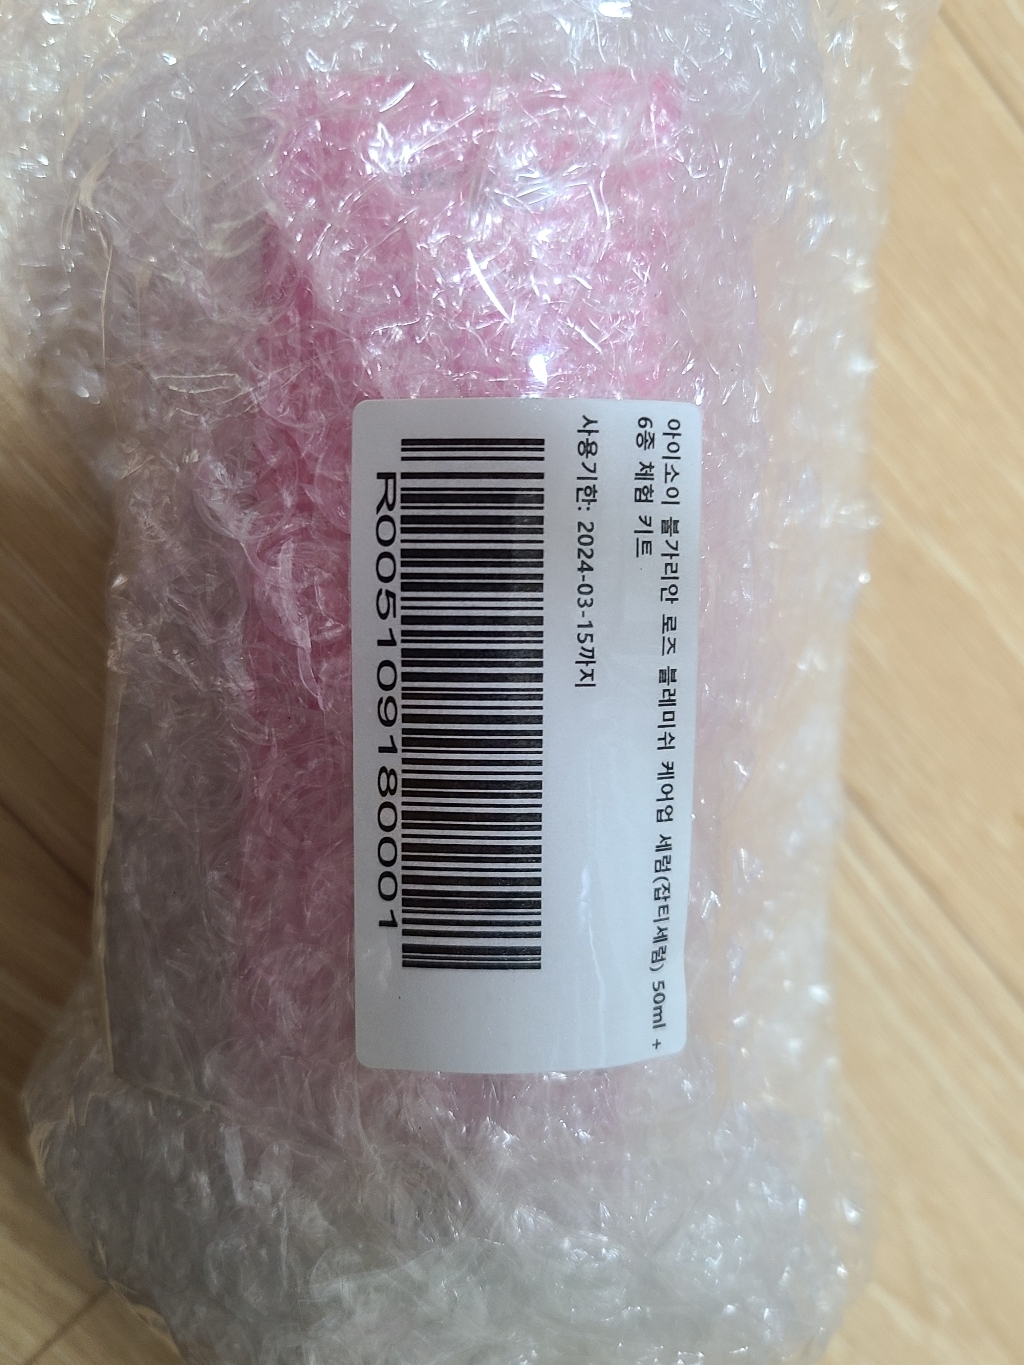 아이소이 불가리안 로즈 블레미쉬 케어업 세럼(잡티세럼) 50ml +
6종 체험 키트
사용기한: 2024-03-15까지
R005109180001